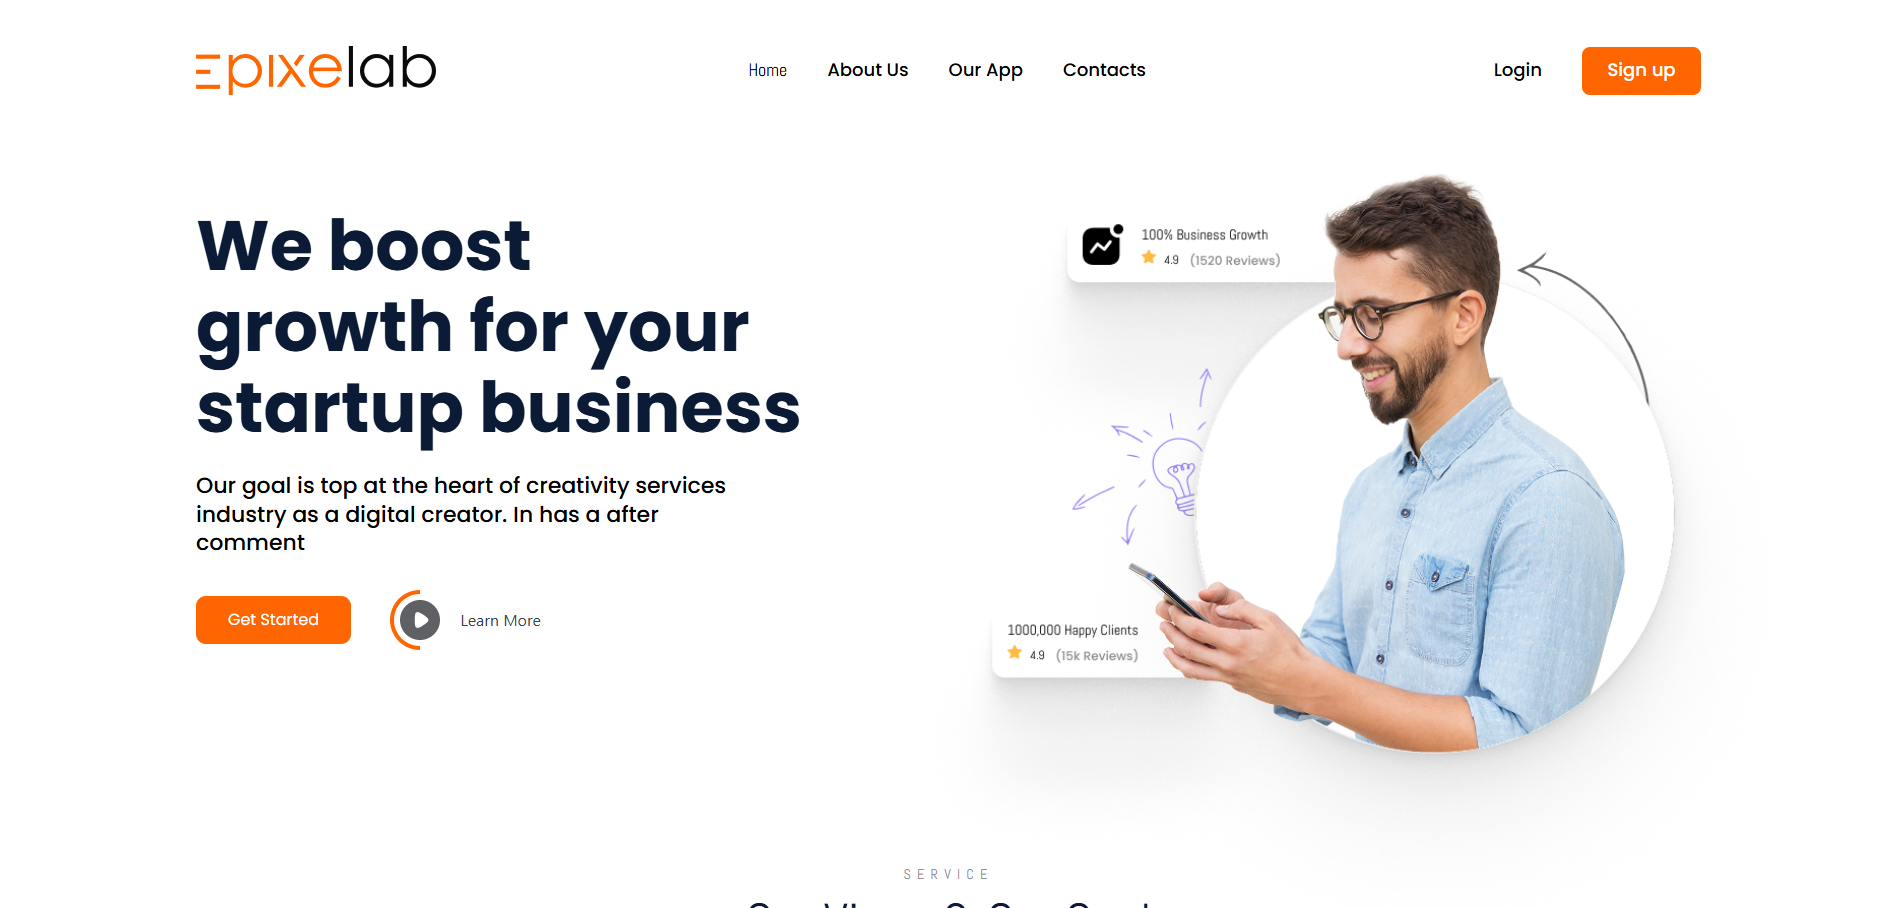 Epixelab
Home About Us Our App Contacts
Login Sign up
We boost
growth for your
startup business
Our goal is top at the heart of creativity services
industry as a digital creator. In has a after
comment
Get Started Learn More
100% Business Growth
4.9 (1520 Reviews)
1000,000 Happy Clients
4.9 (15k Reviews)
SERVICE